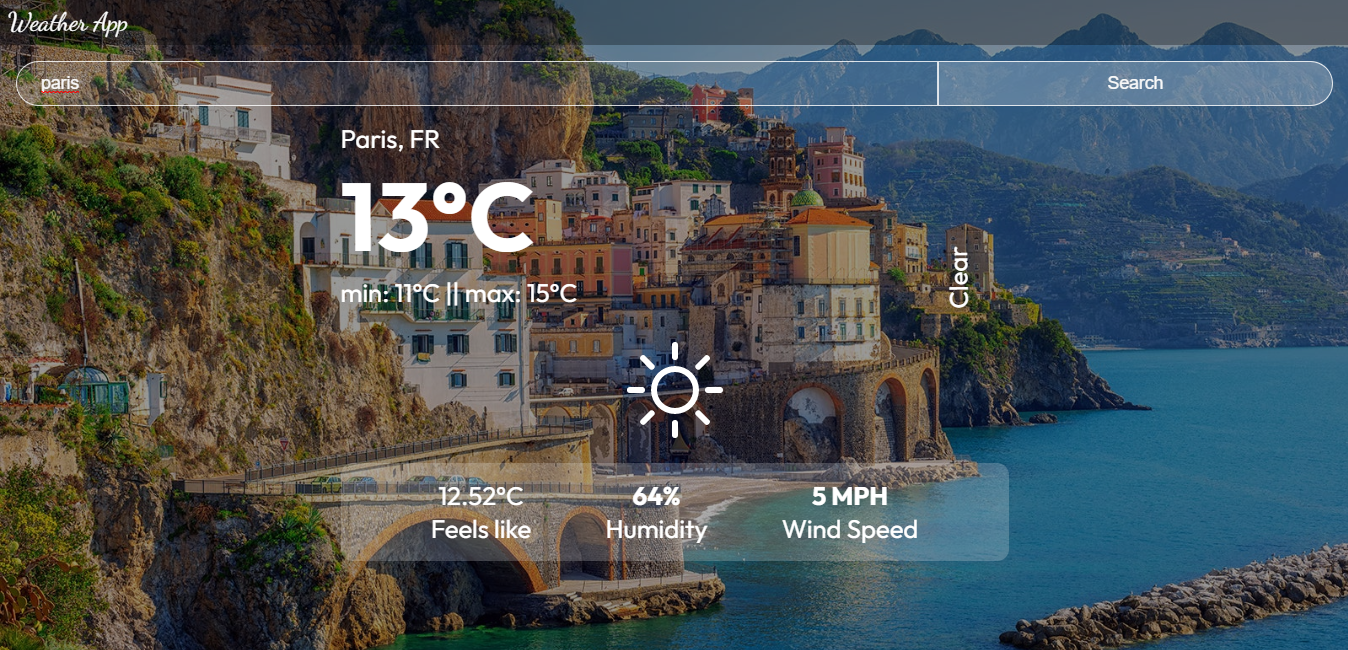 Weather App
paris
Search
Paris, FR
13°C
min: 11°C || max: 15°C
Clear
12.52°C
Feels like
64%
Humidity
5 MPH
Wind Speed